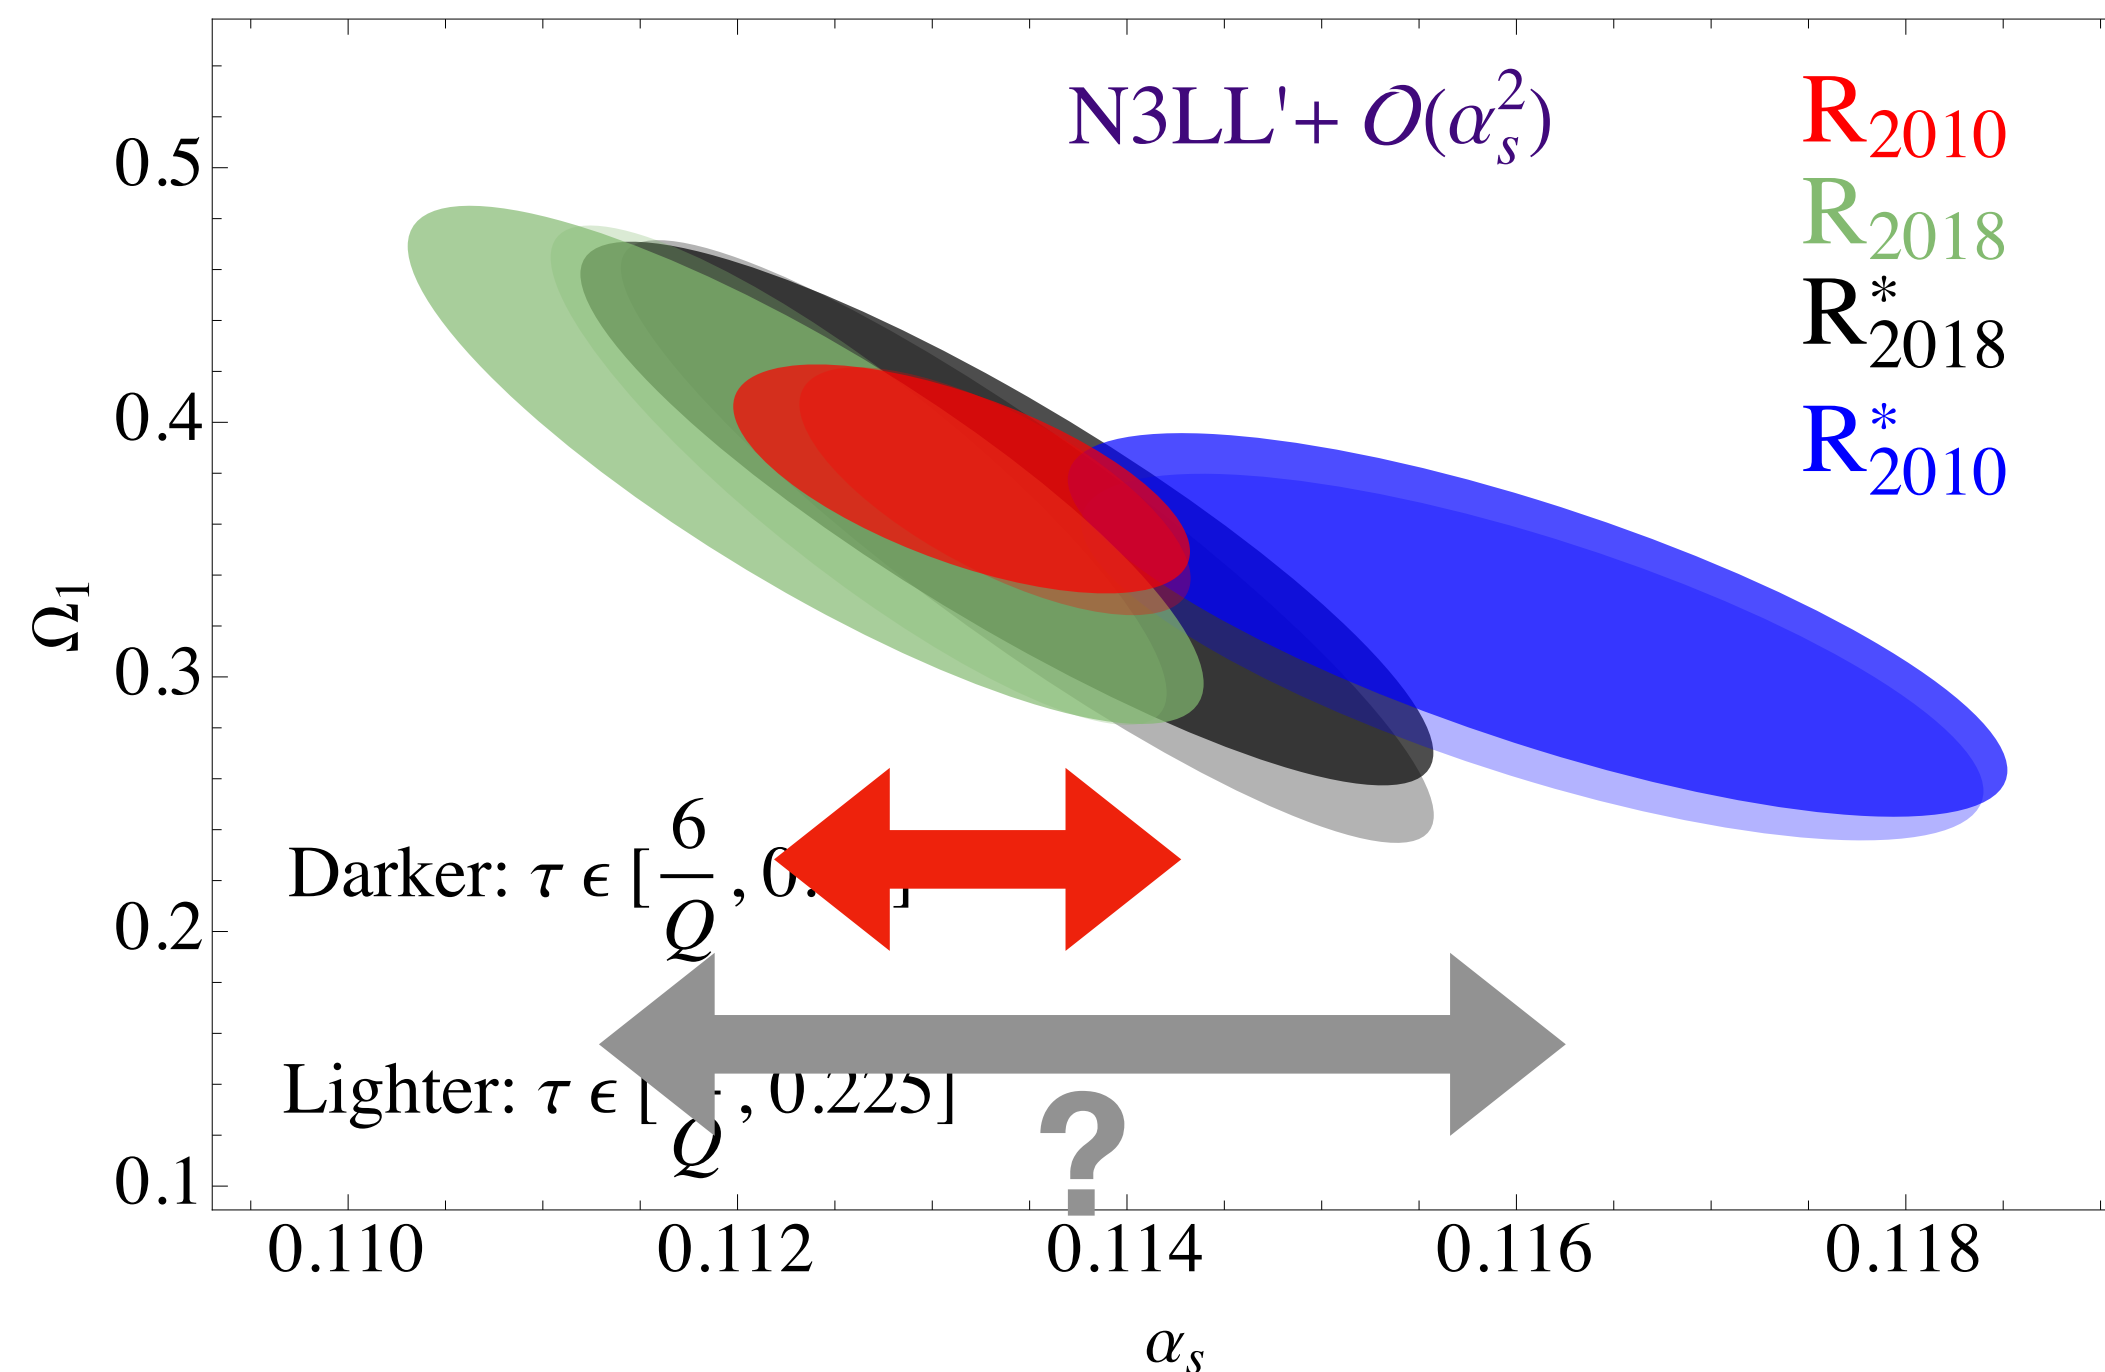 N3LL'+ O(α_s^2)
R_2010
R_2018
R*_2018
R*_2010
0.5
0.4
0.3
0.2
0.1
Ω_1
Darker: τ ϵ [6/Q, 0. ]
Lighter: τ ϵ [ /Q, 0.225]
?
0.110 0.112 0.114 0.116 0.118
α_s